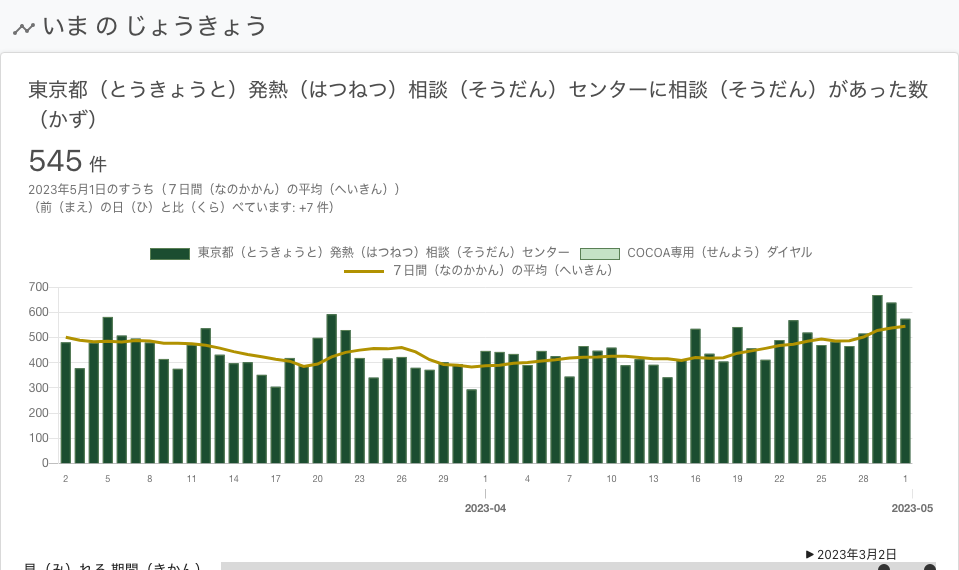 いま の じょうきょう
東京都（とうきょうと）発熱（はつねつ）相談（そうだん）センターに相談（そうだん）があった数
（かず）
545 件
2023年5月1日のすうち（７日間（なのかかん）の平均（へいきん））
（前（まえ）の日（ひ）と比（くら）べています: +7 件）
東京都（とうきょうと）発熱（はつねつ）相談（そうだん）センター COCOA専用（せんよう）ダイヤル
７日間（なのかかん）の平均（へいきん）
700
600
500
400
300
200
100
0
2 5 8 11 14 17 20 23 26 29 1 4 7 10 13 16 19 22 25 28 1
2023-04 2023-05
▶2023年3月2日
見（み）れる 期間（きかん）